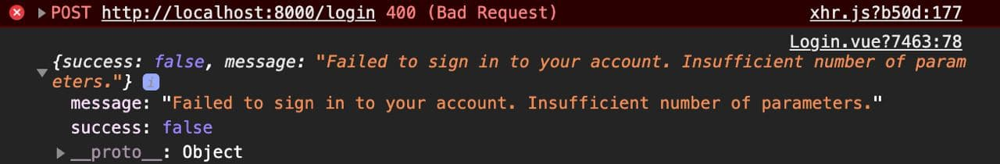 POST http://localhost:8000/login 400 (Bad Request) xhr.js?b50d:177
Login.vue?7463:78
{success: false, message: "Failed to sign in to your account. Insufficient number of param
eters."} i
message: "Failed to sign in to your account. Insufficient number of parameters."
success: false
__proto__: Object